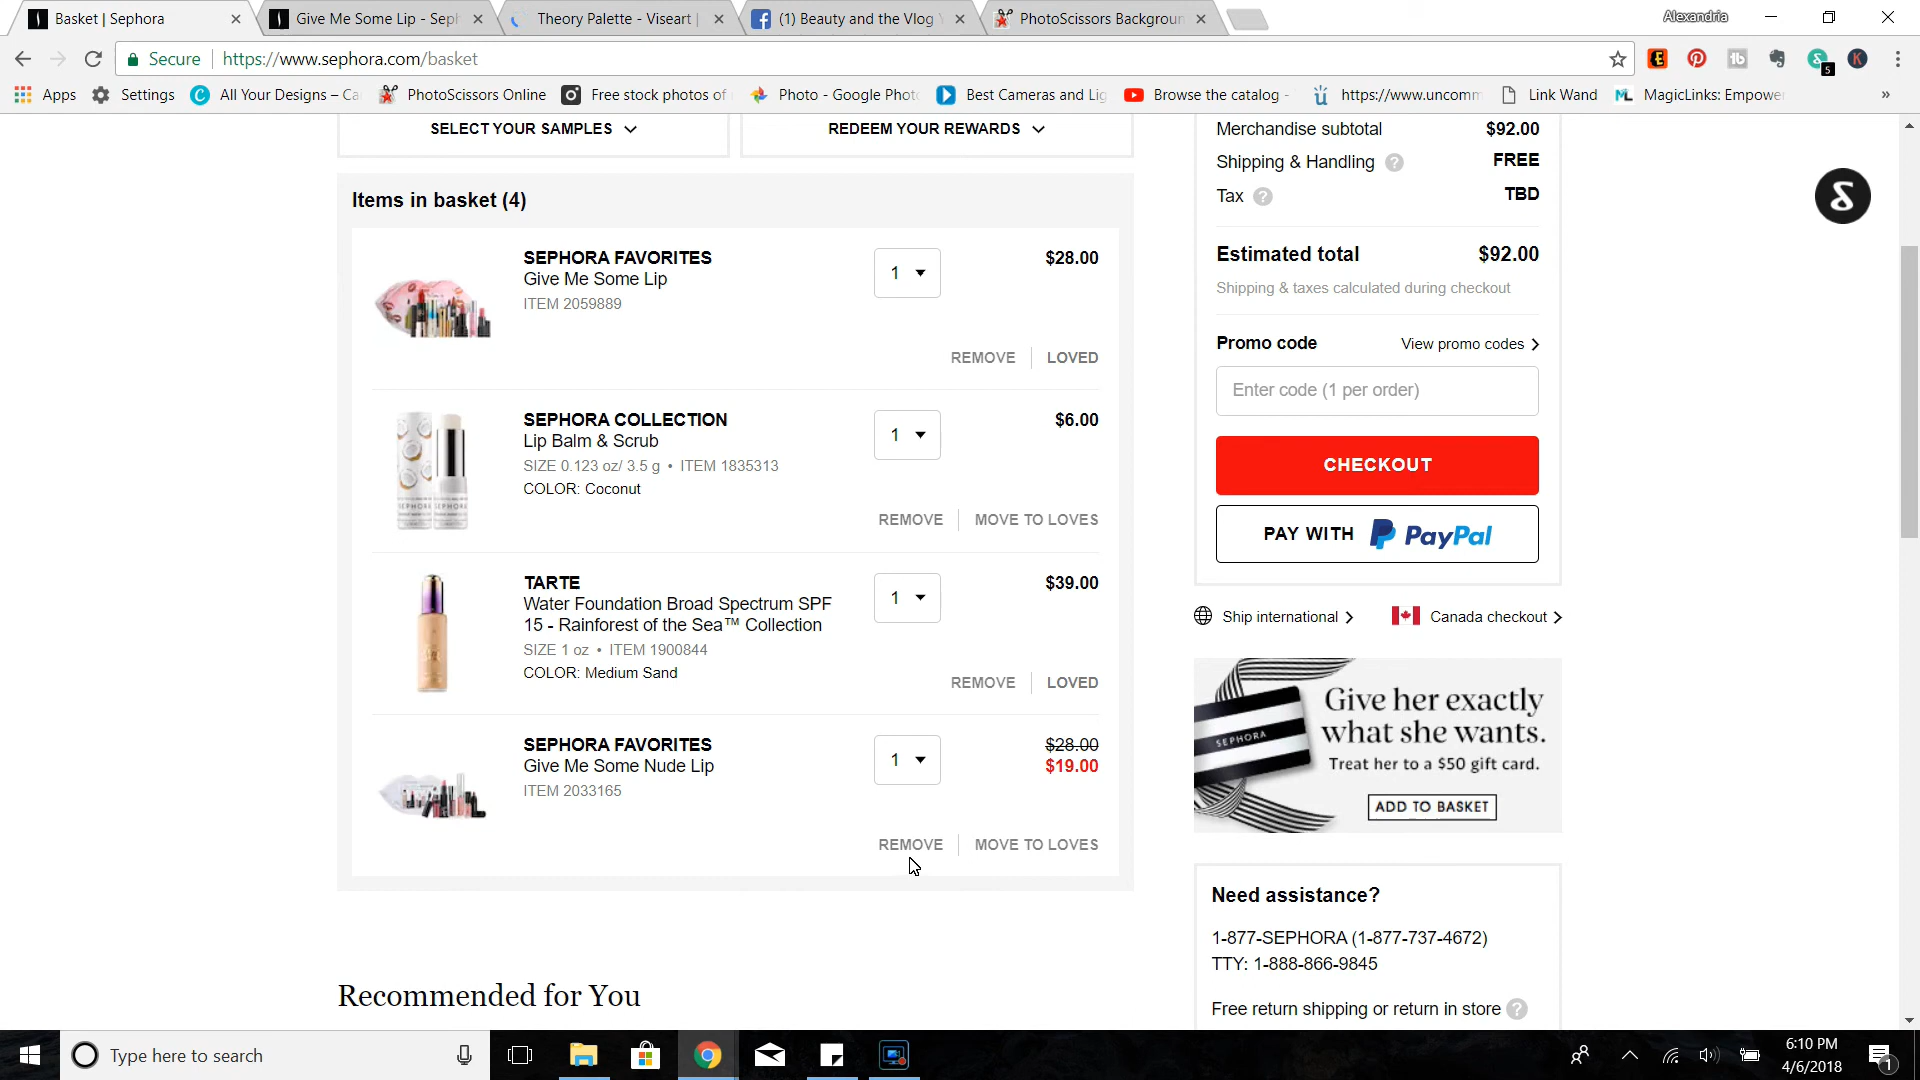 Basket | Sephora
Give Me Some Lip - Seph
Theory Palette - Viseart |
(1) Beauty and the Vlog
PhotoScissors Backgroun
Alexandria
Secure
https://www.sephora.com/basket
5
K
Apps
Settings
All Your Designs – Ca
PhotoScissors Online
Free stock photos of
Photo - Google Phot
Best Cameras and Lig
Browse the catalog -
https://www.uncomm
Link Wand
MagicLinks: Empower
»
SELECT YOUR SAMPLES
REDEEM YOUR REWARDS
Items in basket (4)
SEPHORA FAVORITES
Give Me Some Lip
ITEM 2059889
1
$28.00
REMOVE
LOVED
SEPHORA COLLECTION
Lip Balm & Scrub
SIZE 0.123 oz/ 3.5 g • ITEM 1835313
COLOR: Coconut
1
$6.00
REMOVE
MOVE TO LOVES
TARTE
Water Foundation Broad Spectrum SPF
15 - Rainforest of the Sea™ Collection
SIZE 1 oz • ITEM 1900844
COLOR: Medium Sand
1
$39.00
REMOVE
LOVED
SEPHORA FAVORITES
Give Me Some Nude Lip
ITEM 2033165
1
$28.00
$19.00
REMOVE
MOVE TO LOVES
Recommended for You
Merchandise subtotal
$92.00
Shipping & Handling ?
FREE
Tax ?
TBD
Estimated total
$92.00
Shipping & taxes calculated during checkout
Promo code
View promo codes
Enter code (1 per order)
CHECKOUT
PAY WITH PayPal
Ship international
Canada checkout
SEPHORA
Give her exactly
what she wants.
Treat her to a $50 gift card.
ADD TO BASKET
Need assistance?
1-877-SEPHORA (1-877-737-4672)
TTY: 1-888-866-9845
Free return shipping or return in store ?
Type here to search
6:10 PM
4/6/2018
1